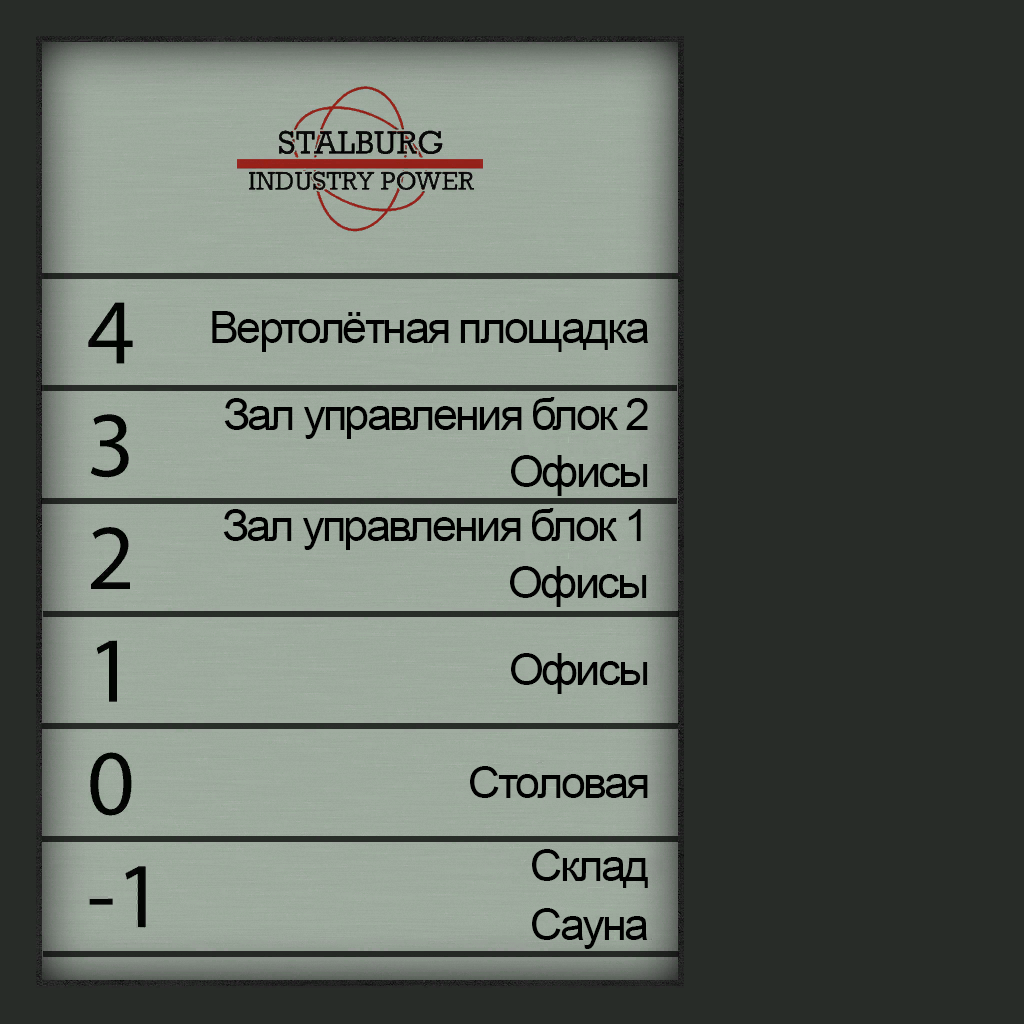 STALBURG
INDUSTRY POWER
4 Вертолётная площадка
3 Зал управления блок 2
Офисы
2 Зал управления блок 1
Офисы
1 Офисы
0 Столовая
-1 Склад
Сауна